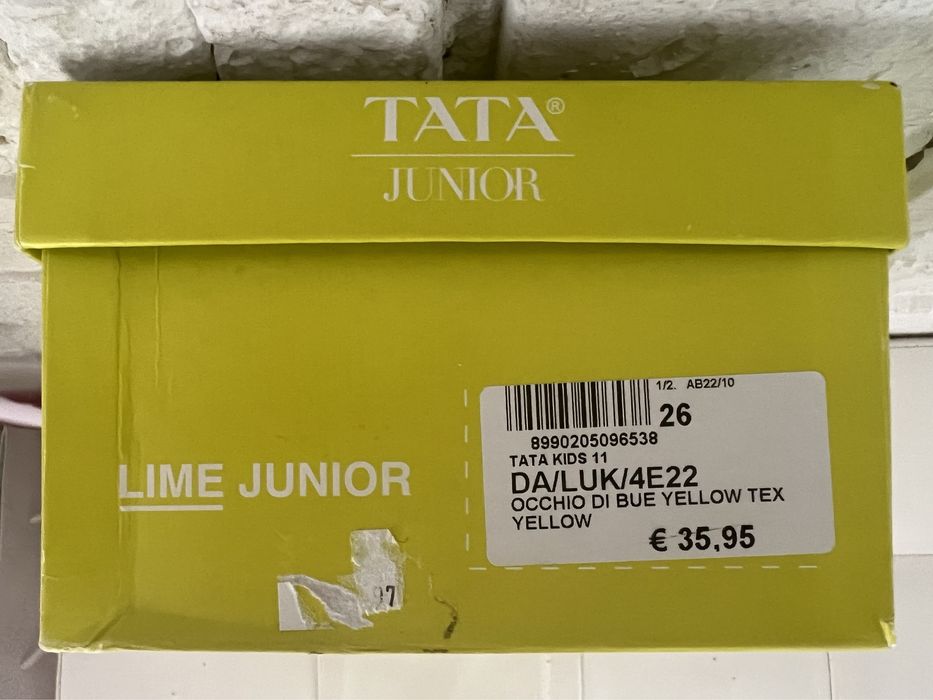 TATA®
JUNIOR
LIME JUNIOR
1/2. AB22/10
26
8990205096538
TATA KIDS 11
DA/LUK/4E22
OCCHIO DI BUE YELLOW TEX
YELLOW
€ 35,95